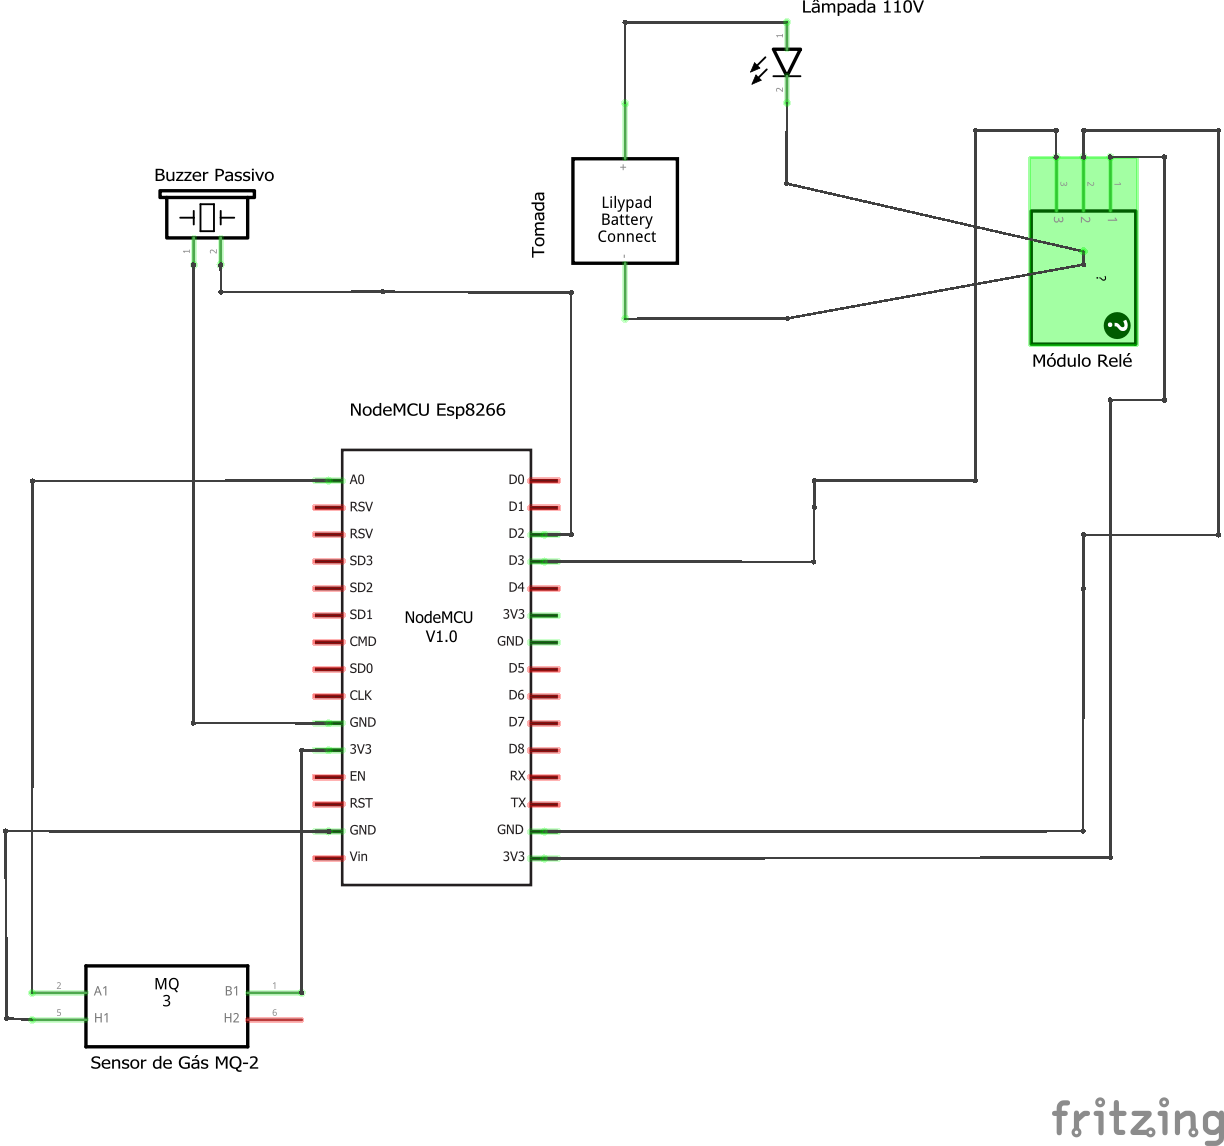 Lâmpada 110V
1
2
Buzzer Passivo
1
2
Tomada
+
Lilypad
Battery
Connect
-
3
2
1
3
2
1
?
?
Módulo Relé
NodeMCU Esp8266
A0
RSV
RSV
SD3
SD2
SD1
CMD
SD0
CLK
GND
3V3
EN
RST
GND
Vin
NodeMCU
V1.0
D0
D1
D2
D3
D4
3V3
GND
D5
D6
D7
D8
RX
TX
GND
3V3
MQ
3
2
A1
B1
1
5
H1
H2
6
Sensor de Gás MQ-2
fritzing